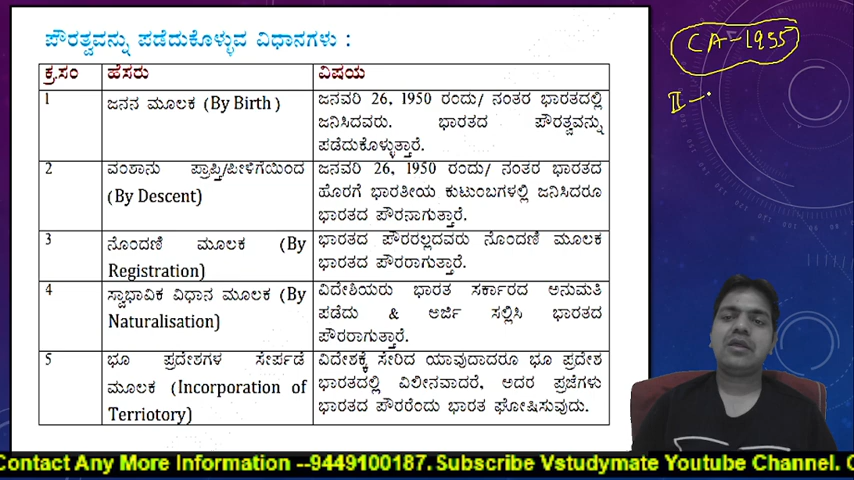 ಪೌರತ್ವವನ್ನು ಪಡೆದುಕೊಳ್ಳುವ ವಿಧಾನಗಳು :
CA-1955
II -
ಕ್ರ.ಸಂ ಹೆಸರು ವಿಷಯ
1 ಜನನ ಮೂಲಕ (By Birth) ಜನವರಿ 26, 1950 ರಂದು/ ನಂತರ ಭಾರತದಲ್ಲಿ
ಜನಿಸಿದವರು. ಭಾರತದ ಪೌರತ್ವವನ್ನು
ಪಡೆದುಕೊಳ್ಳುತ್ತಾರೆ.
2 ವಂಶಾನು ಪ್ರಾಪ್ತಿ/ಪೀಳಿಗೆಯಿಂದ ಜನವರಿ 26, 1950 ರಂದು/ ನಂತರ ಭಾರತದ
(By Descent) ಹೊರಗೆ ಭಾರತೀಯ ಕುಟುಂಬಗಳಲ್ಲಿ ಜನಿಸಿದರೂ
ಭಾರತದ ಪೌರನಾಗುತ್ತಾರೆ.
3 ನೊಂದಣಿ ಮೂಲಕ (By ಭಾರತದ ಪೌರರಲ್ಲದವರು ನೊಂದಣಿ ಮೂಲಕ
Registration) ಭಾರತದ ಪೌರರಾಗುತ್ತಾರೆ.
4 ಸ್ವಾಭಾವಿಕ ವಿಧಾನ ಮೂಲಕ (By ವಿದೇಶಿಯರು ಭಾರತ ಸರ್ಕಾರದ ಅನುಮತಿ
Naturalisation) ಪಡೆದು & ಅರ್ಜಿ ಸಲ್ಲಿಸಿ ಭಾರತದ
ಪೌರರಾಗುತ್ತಾರೆ.
5 ಭೂ ಪ್ರದೇಶಗಳ ಸೇರ್ಪಡೆ ವಿದೇಶಕ್ಕೆ ಸೇರಿದ ಯಾವುದಾದರೂ ಭೂ ಪ್ರದೇಶ
ಮೂಲಕ (Incorporation of ಭಾರತದಲ್ಲಿ ವಿಲೀನವಾದರೆ, ಅದರ ಪ್ರಜೆಗಳು
Terriotory) ಭಾರತದ ಪೌರರೆಂದು ಭಾರತ ಘೋಷಿಸುವುದು.
Contact Any More Information --9449100187. Subscribe Vstudymate Youtube Channel.